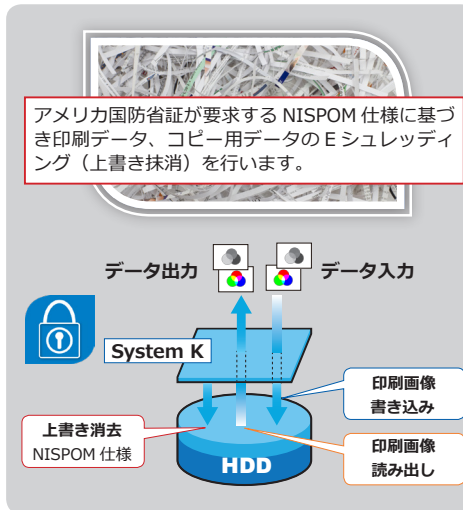 アメリカ国防省証が要求する NISPOM 仕様に基づ
き印刷データ、コピー用データの E シュレッディ
ング（上書き抹消）を行います。
データ出力
データ入力
System K
印刷画像
書き込み
上書き消去
NISPOM 仕様
印刷画像
読み出し
HDD